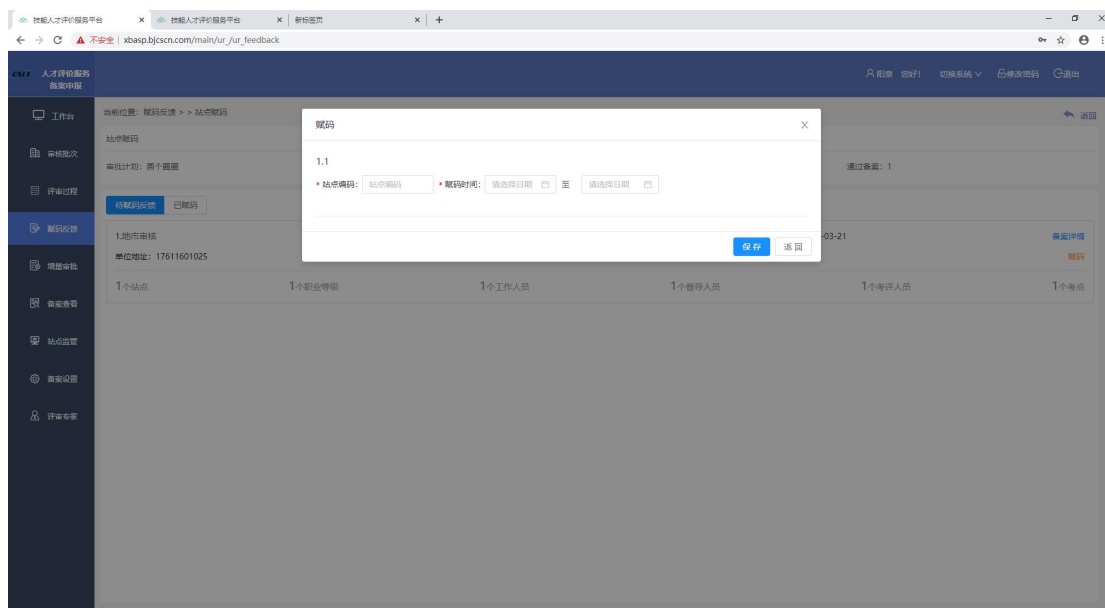 技能人才评价服务平台
技能人才评价服务平台
新标签页
不安全 xbasp.bjcscn.com/main/ur_/ur_feedback
人才评价服务
备案申报
阳泉 您好! 切换系统 修改密码 退出
工作台
审核批次
评审过程
赋码反馈
增量审批
备案查看
站点监管
备案设置
评审专家
当前位置: 赋码反馈 > > 站点赋码
返回
站点赋码
审批计划: 两个圈圈
通过备案: 1
待赋码反馈 已赋码
1.地市审核
-03-21
备案详情
单位地址: 17611601025
赋码
1个站点 1个职业等级 1个工作人员 1个督导人员 1个考评人员 1个考点
赋码
1.1
* 站点编码: 站点编码 * 赋码时间: 请选择日期 至 请选择日期
保存 返回